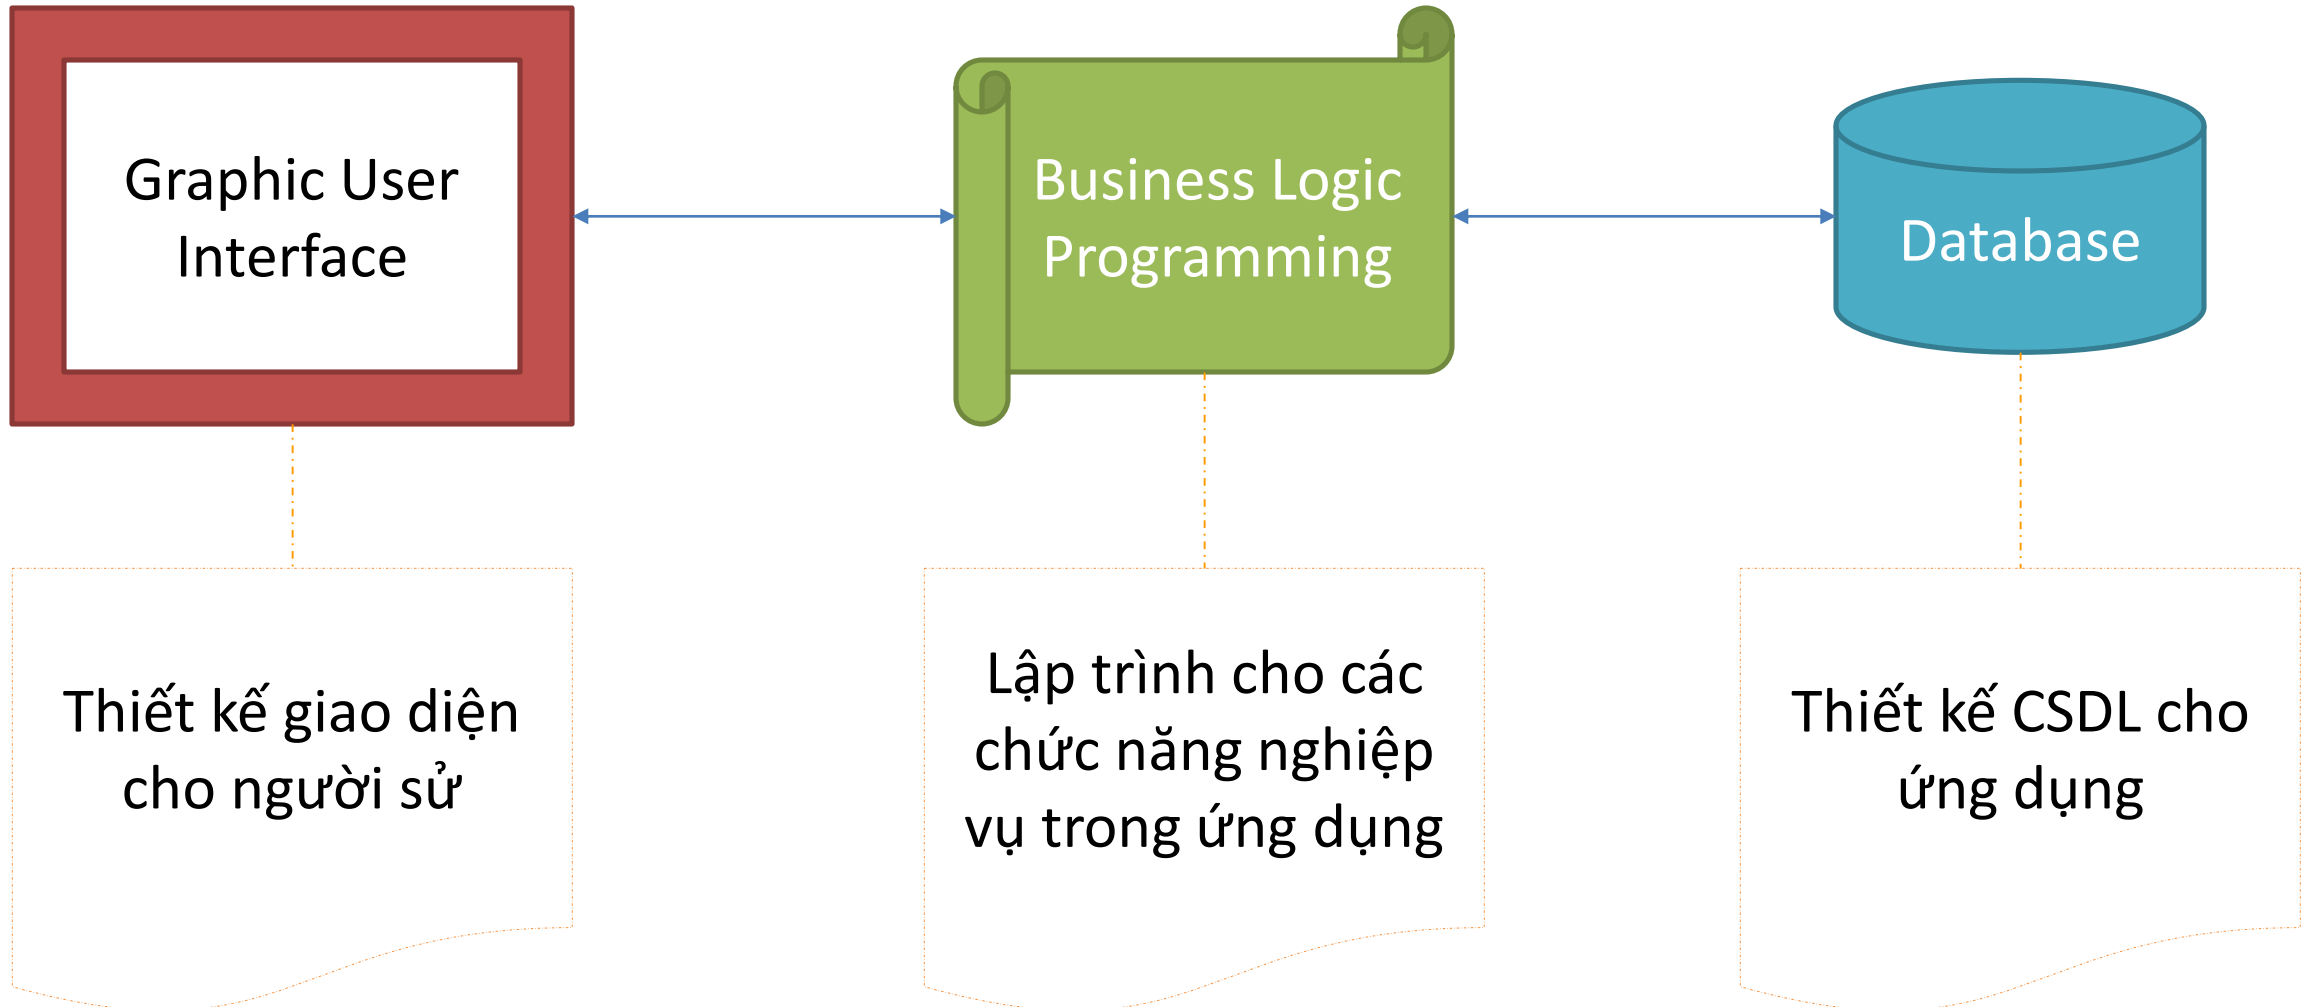 Graphic User
Interface
Business Logic
Programming
Database
Thiết kế giao diện
cho người sử
Lập trình cho các
chức năng nghiệp
vụ trong ứng dụng
Thiết kế CSDL cho
ứng dụng